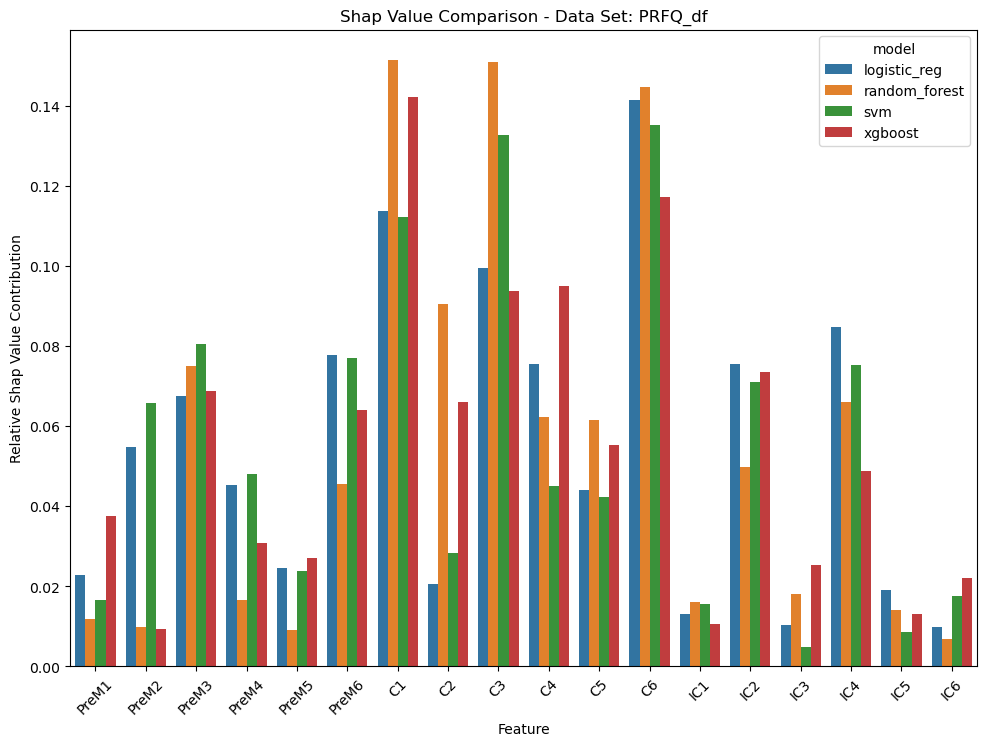 Shap Value Comparison - Data Set: PRFQ_df
model
logistic_reg
random_forest
svm
xgboost
Relative Shap Value Contribution
0.14
0.12
0.10
0.08
0.06
0.04
0.02
0.00
PreM1 PreM2 PreM3 PreM4 PreM5 PreM6 C1 C2 C3 C4 C5 C6 IC1 IC2 IC3 IC4 IC5 IC6
Feature